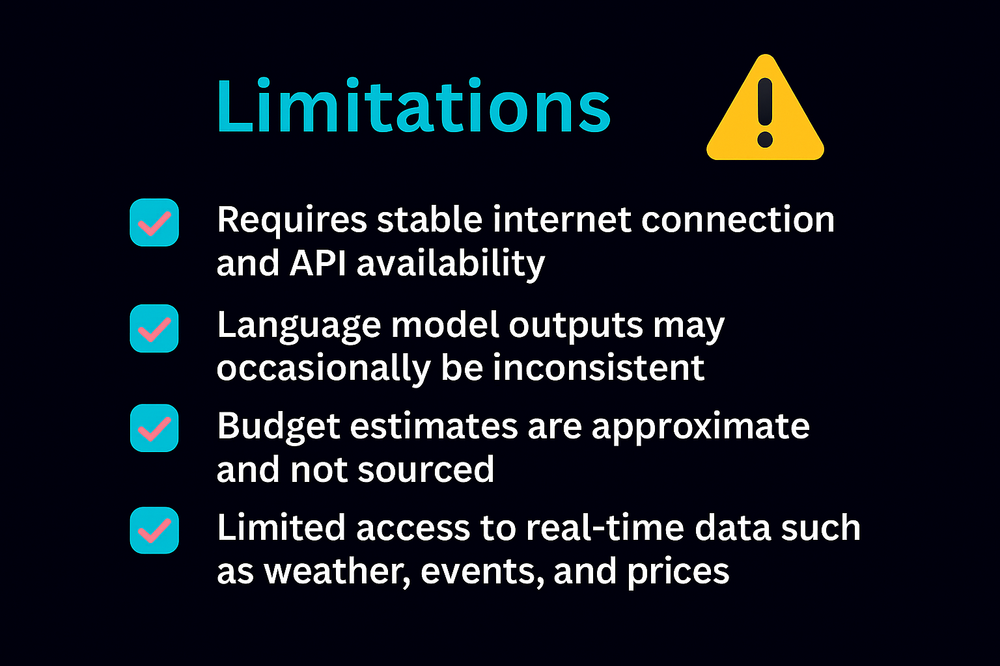 Limitations
Requires stable internet connection
and API availability
Language model outputs may
occasionally be inconsistent
Budget estimates are approximate
and not sourced
Limited access to real-time data such
as weather, events, and prices